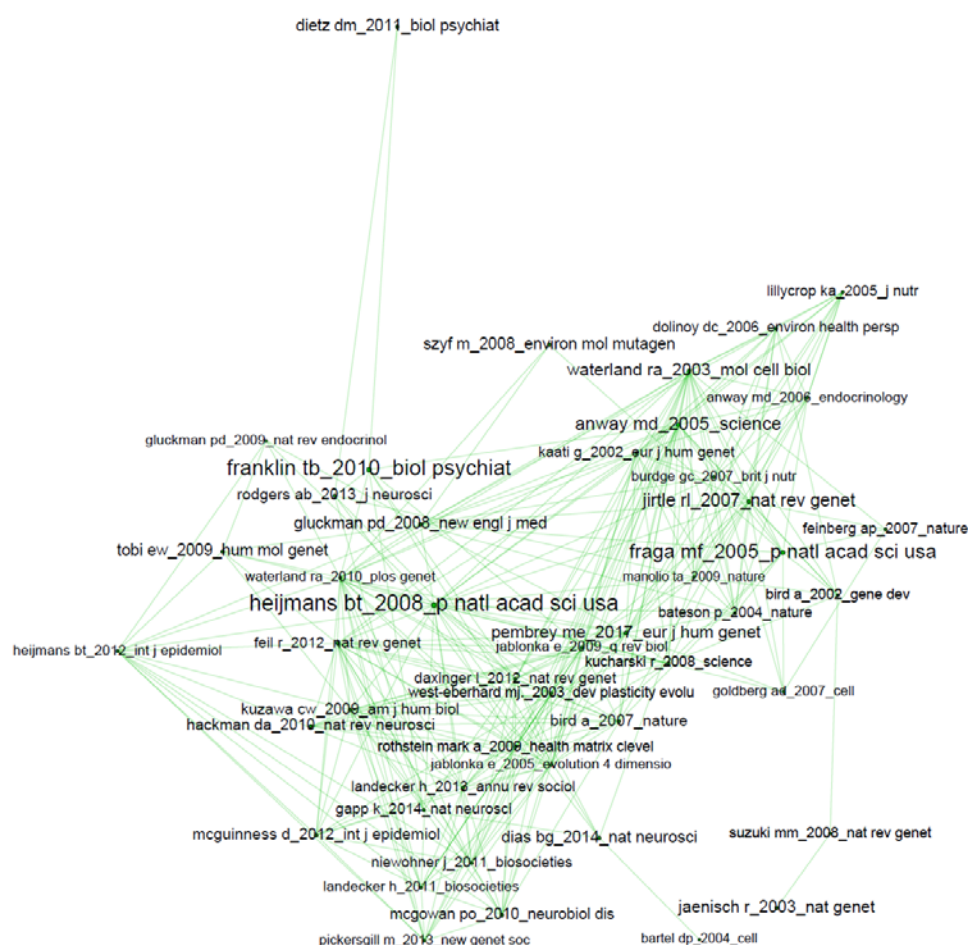 dietz dm_2011_biol psychiat
lillycrop ka_2005_j nutr
dolinoy dc_2006_environ health persp
szyf m_2008_environ mol mutagen
waterland ra_2003_mol cell biol
anway md_2006_endocrinology
anway md_2005_science
gluckman pd_2009_nat rev endocrinol
kaati g_2002_eur j hum genet
franklin tb_2010_biol psychiat
burdge gc_2007_brit j nutr
rodgers ab_2013_j neurosci
jirtle rl_2007_nat rev genet
gluckman pd_2008_new engl j med
feinberg ap_2007_nature
tobi ew_2009_hum mol genet
fraga mf_2005_p natl acad sci usa
waterland ra_2010_plos genet
manolio ta_2009_nature
bird a_2002_gene dev
heijmans bt_2008_p natl acad sci usa
bateson p_2004_nature
pembrey me_2017_eur j hum genet
feil r_2012_nat rev genet
jablonka e_2009_q rev biol
heijmans bt_2012_int j epidemiol
kucharski r_2008_science
daxinger l_2012_nat rev genet
west-eberhard mj._2003_dev plasticity evolu
goldberg ad_2007_cell
kuzawa cw_2009_am j hum biol
bird a_2007_nature
hackman da_2010_nat rev neurosci
rothstein mark a_2009_health matrix clevel
jablonka e_2005_evolution 4 dimensio
landecker h_2013_annu rev sociol
gapp k_2014_nat neurosci
mcguinness d_2012_int j epidemiol
dias bg_2014_nat neurosci
suzuki mm_2008_nat rev genet
niewohner j_2011_biosocieties
landecker h_2011_biosocieties
jaenisch r_2003_nat genet
mcgowan po_2010_neurobiol dis
pickersgill m_2013_new genet soc
bartel dp_2004_cell